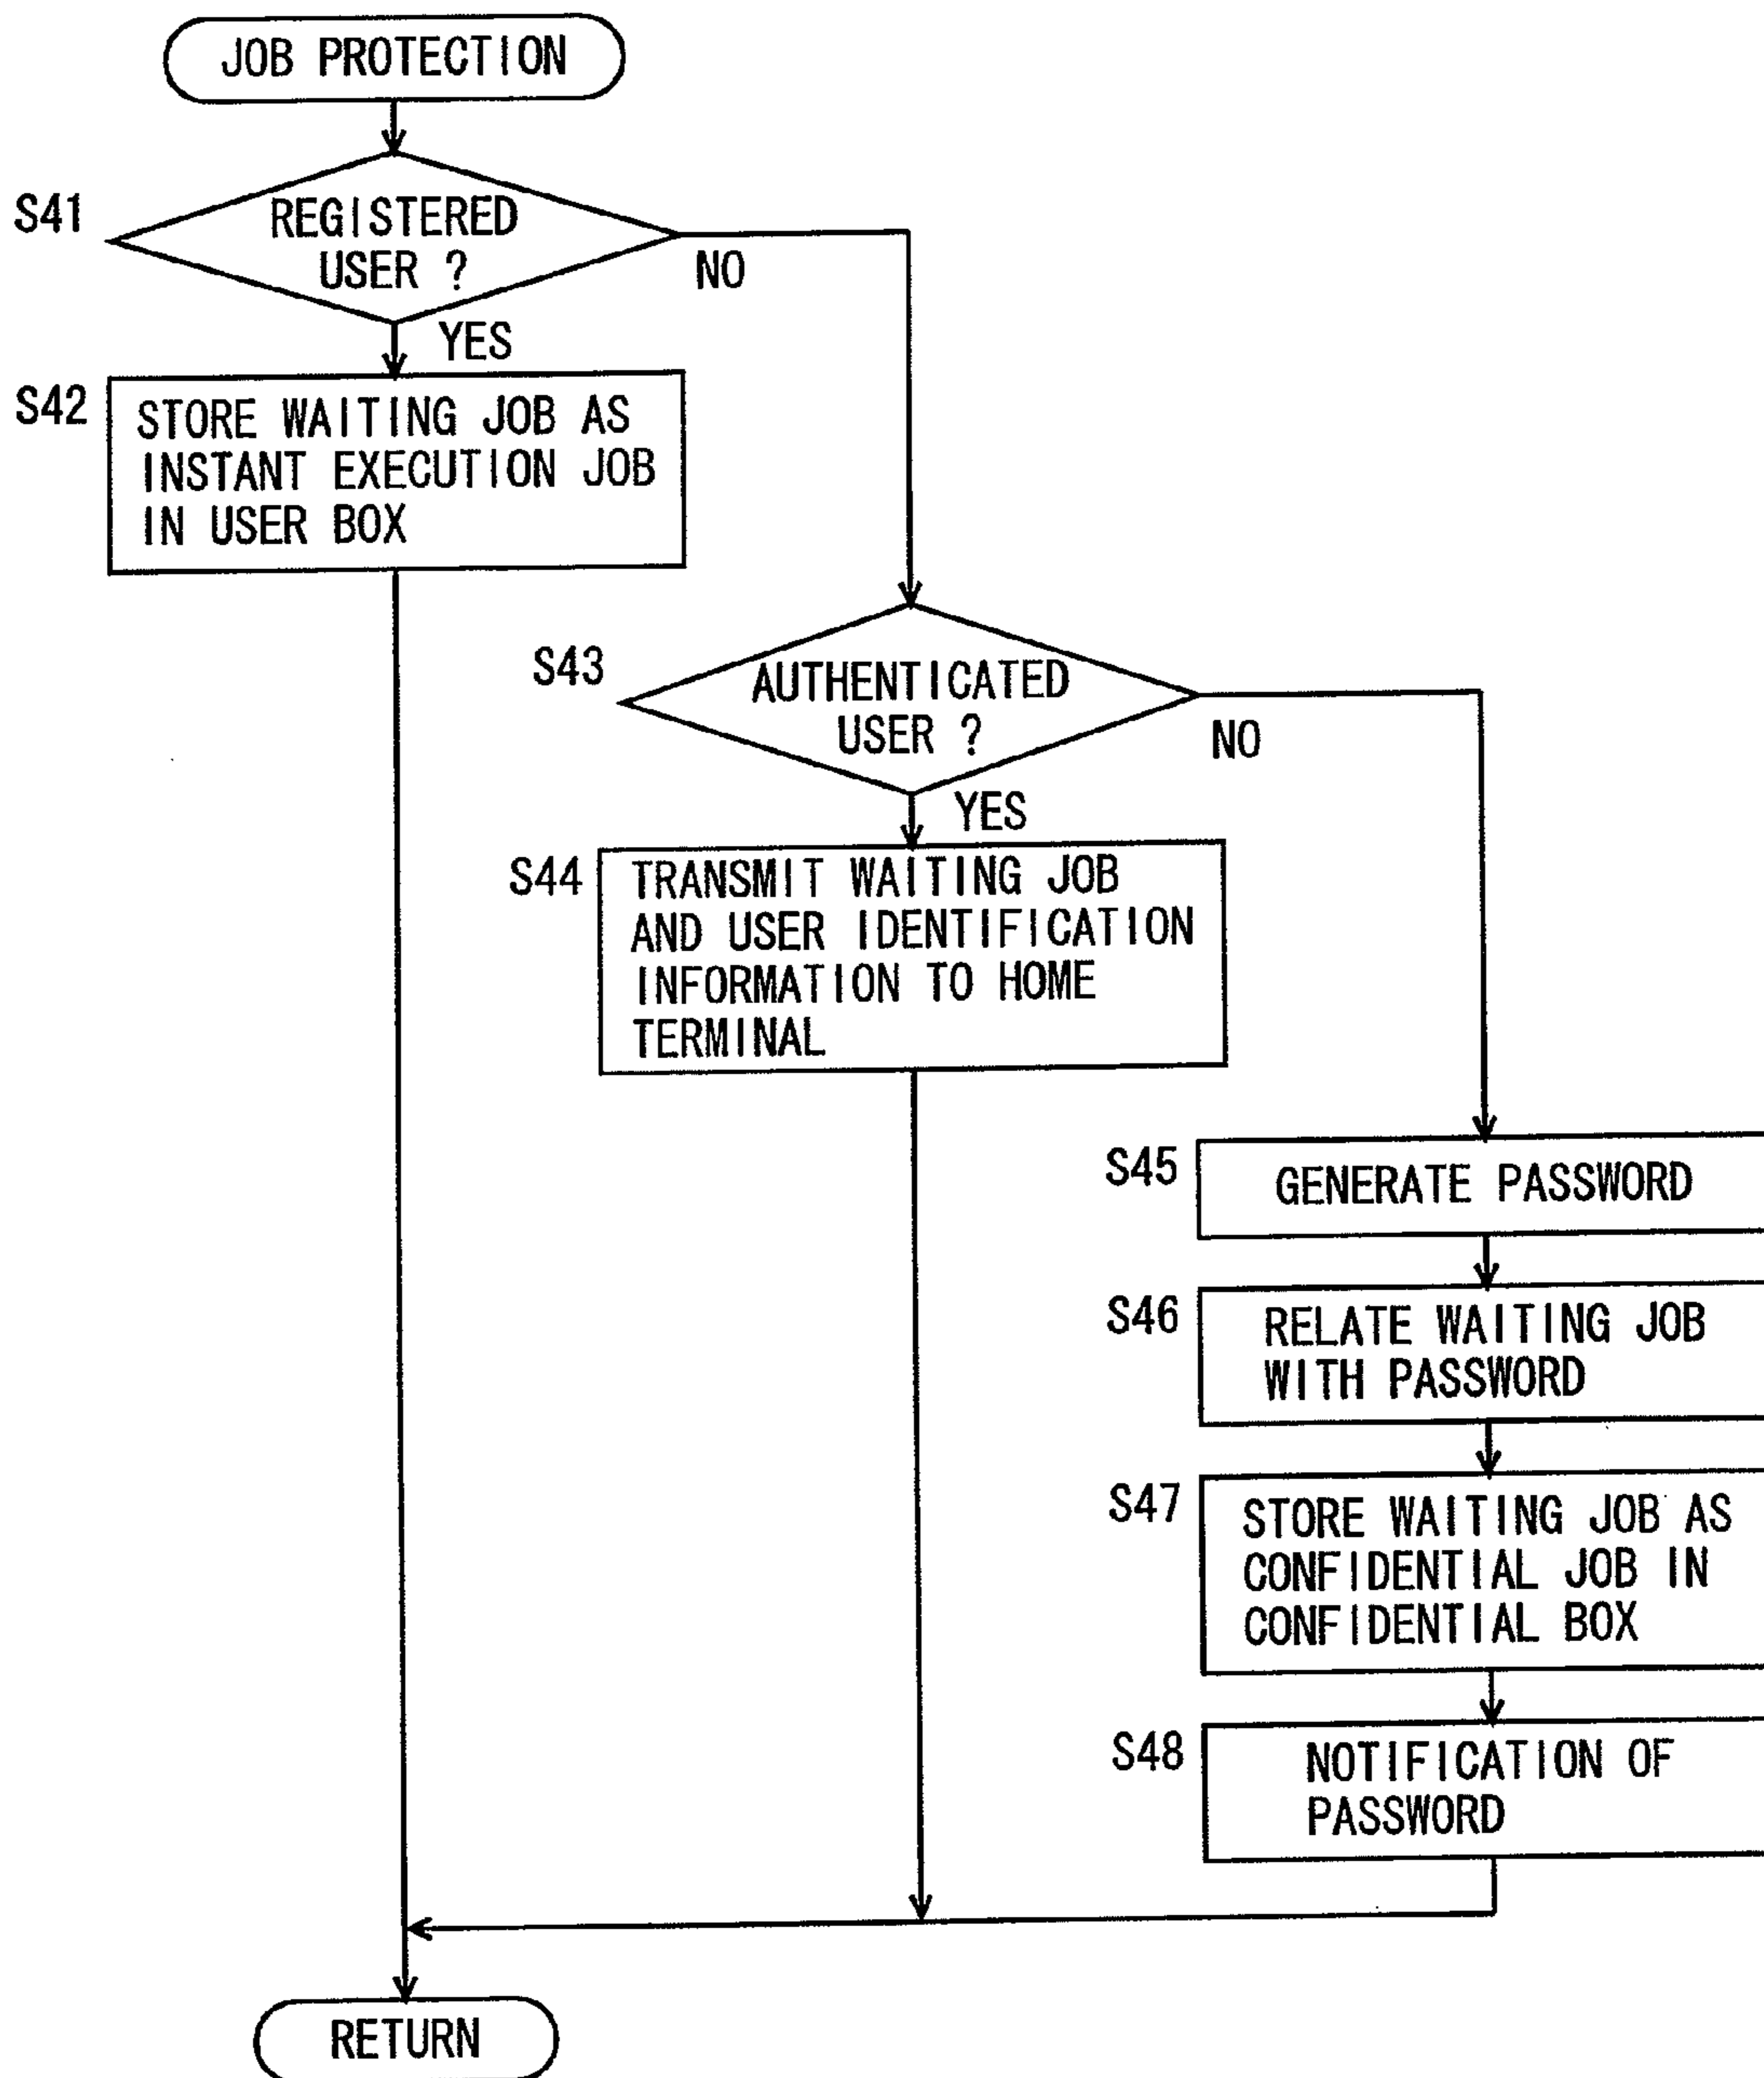 JOB PROTECTION
S41
REGISTERED
USER ?
NO
YES
S42
STORE WAITING JOB AS
INSTANT EXECUTION JOB
IN USER BOX
S43
AUTHENTICATED
USER ?
NO
YES
S44
TRANSMIT WAITING JOB
AND USER IDENTIFICATION
INFORMATION TO HOME
TERMINAL
S45
GENERATE PASSWORD
S46
RELATE WAITING JOB
WITH PASSWORD
S47
STORE WAITING JOB AS
CONFIDENTIAL JOB IN
CONFIDENTIAL BOX
S48
NOTIFICATION OF
PASSWORD
RETURN